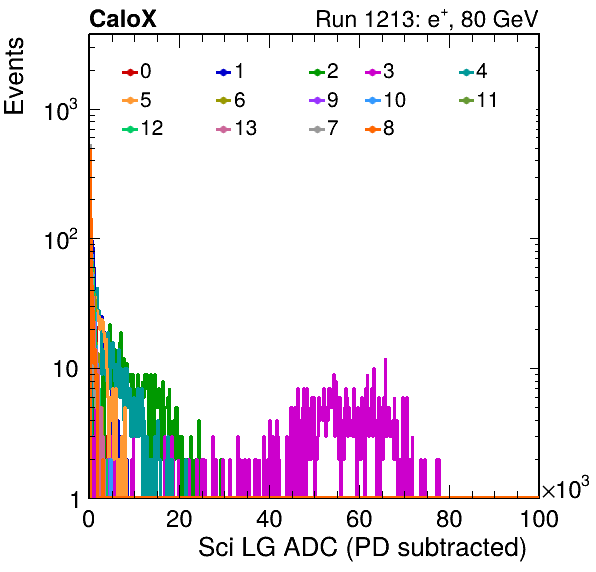 CaloX Run 1213: e⁺, 80 GeV
Events
0 1 2 3 4
5 6 9 10 11
12 13 7 8
10³
10²
10
1
0 20 40 60 80 100
×10³
Sci LG ADC (PD subtracted)